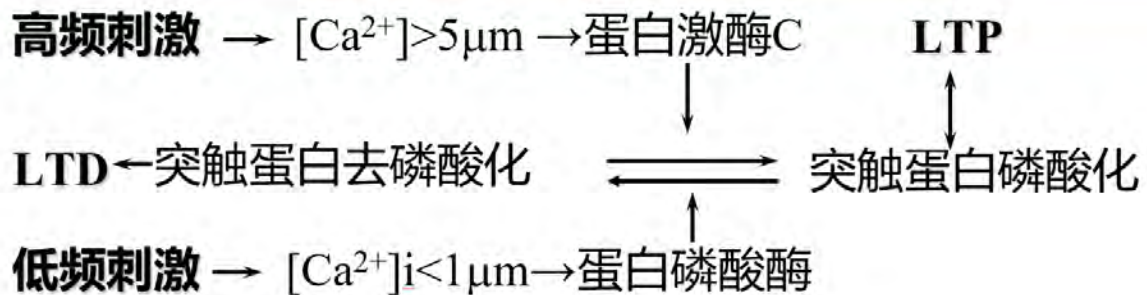 高频刺激 → [Ca²⁺]>5μm →蛋白激酶C LTP
LTD←突触蛋白去磷酸化 突触蛋白磷酸化
低频刺激 → [Ca²⁺]i<1μm→蛋白磷酸酶